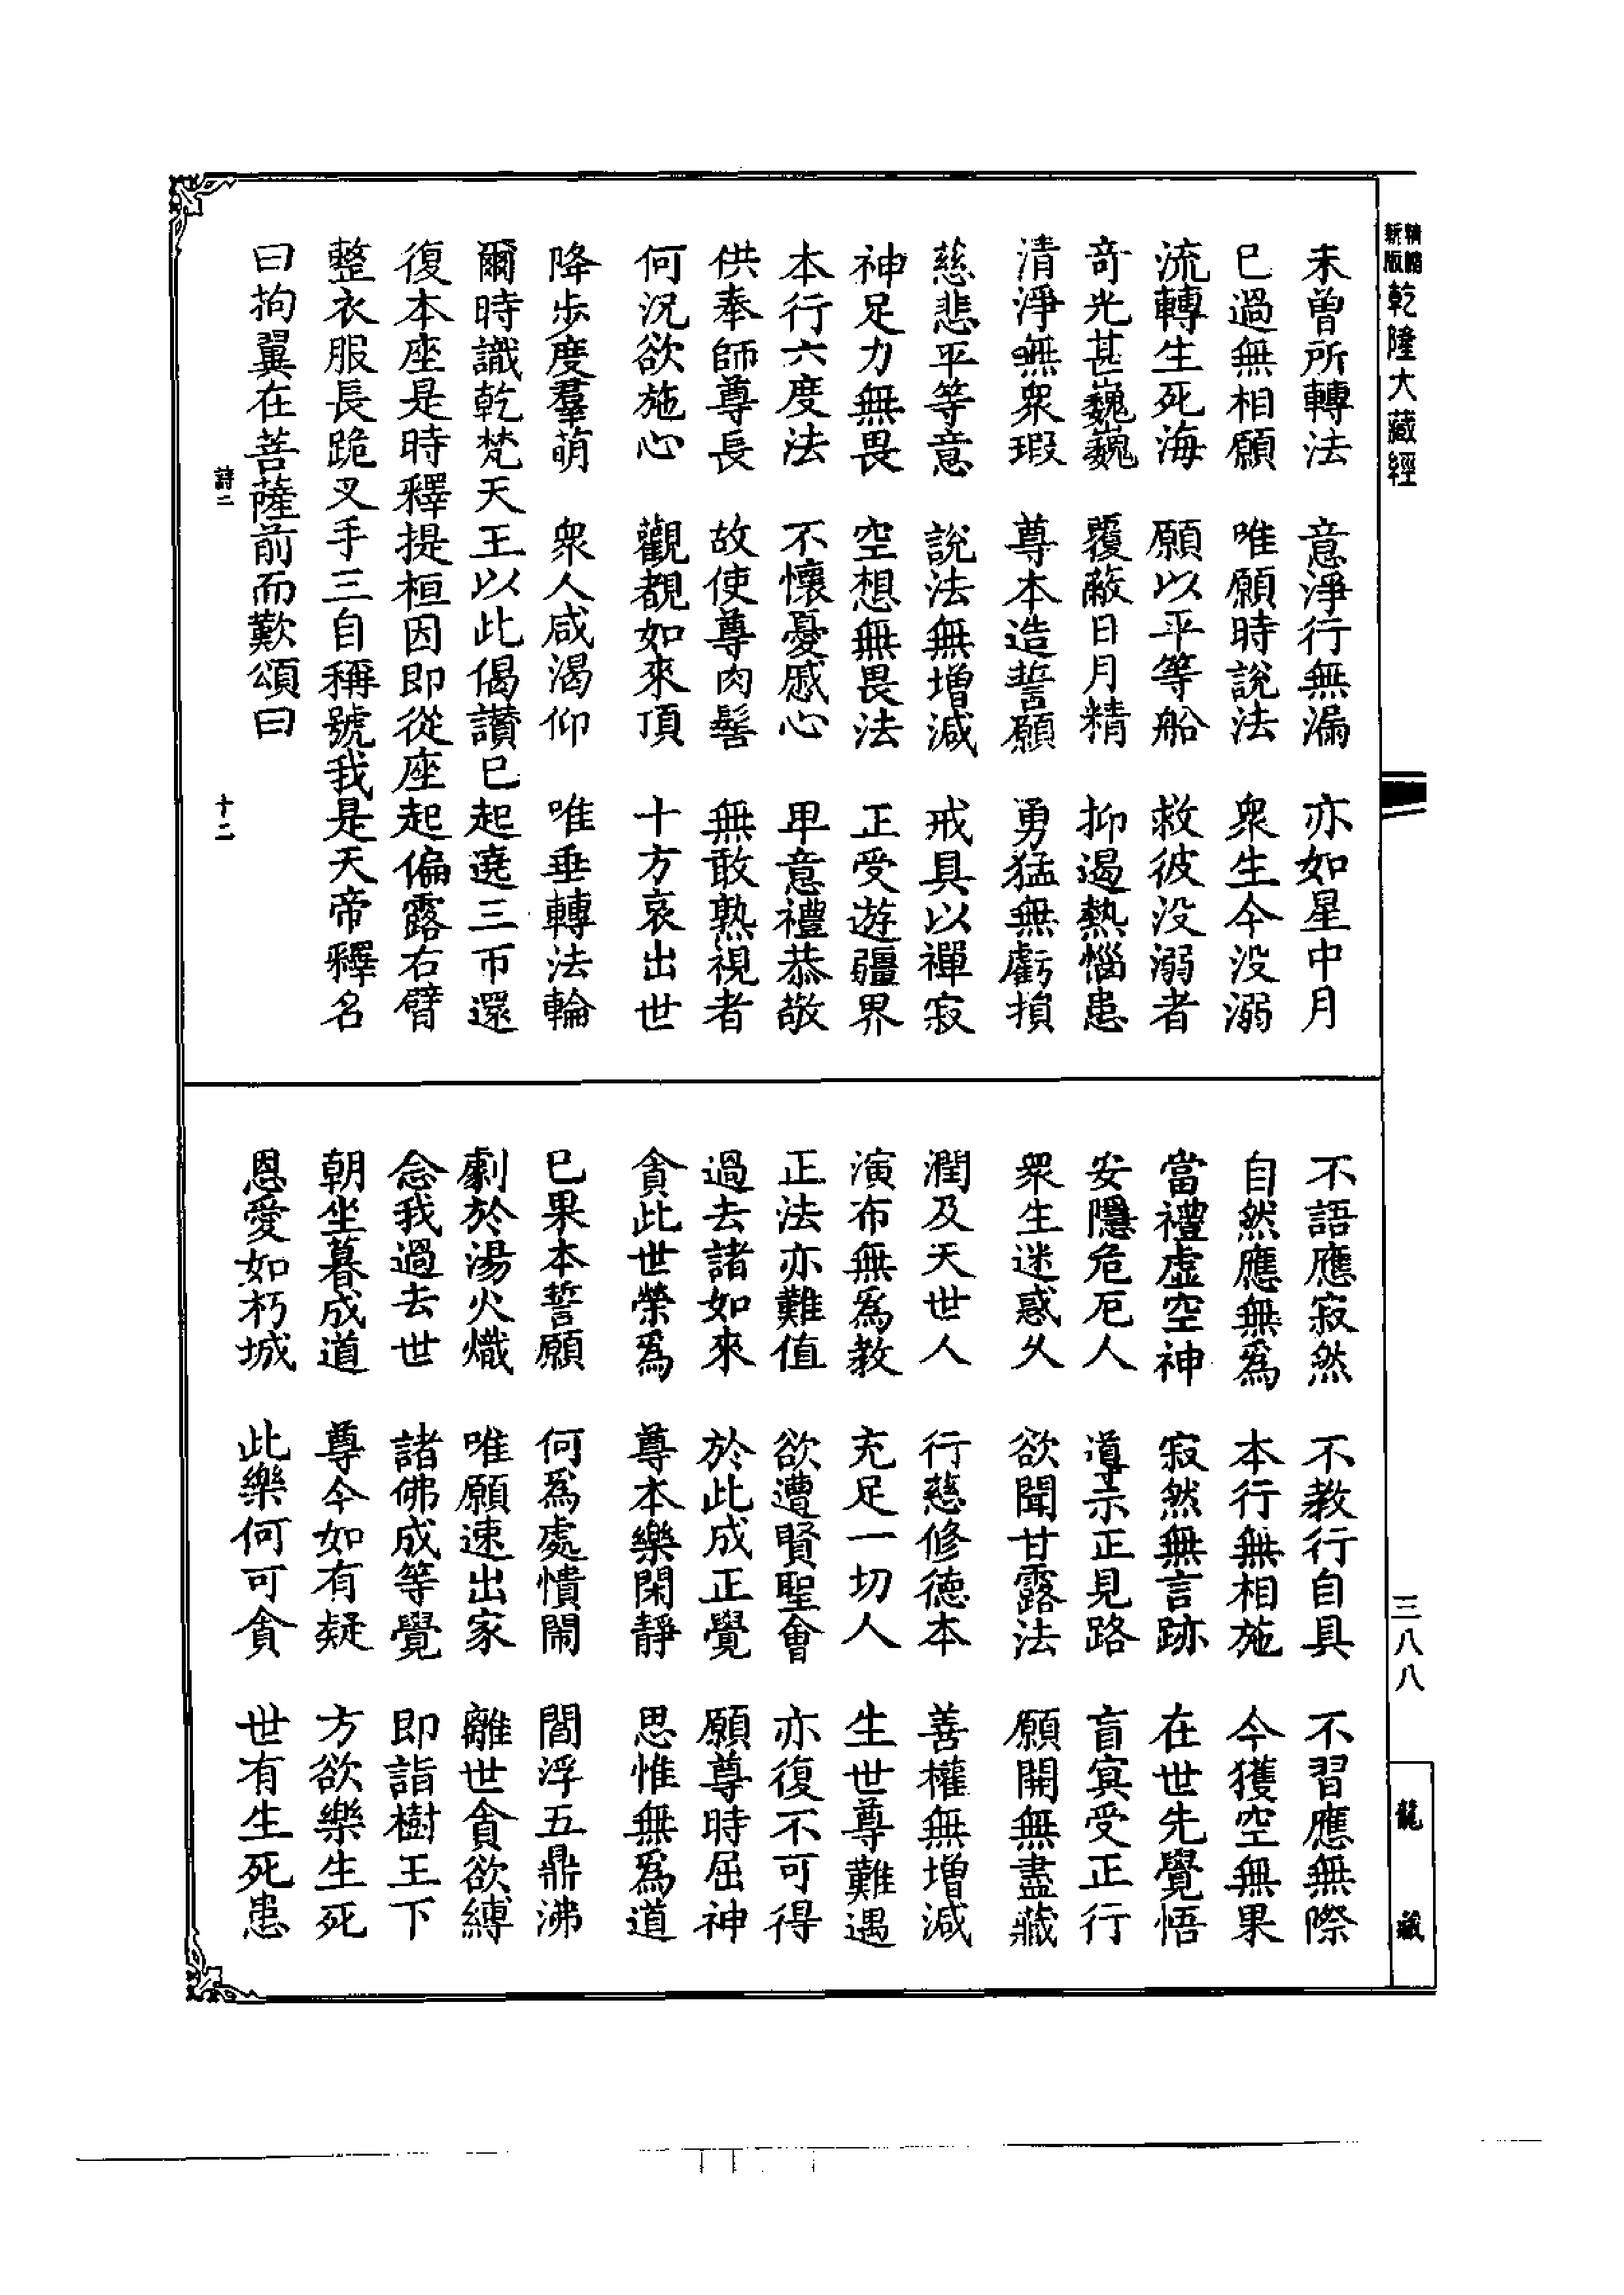 精縮新版乾隆大藏經
未曾所轉法　意淨行無漏　亦如星中月
已過無相願　唯願時說法　衆生今没溺
流轉生死海　願以平等船　救彼没溺者
奇光甚巍巍　覆蔽日月精　抑遏熱惱患
清淨無衆瑕　尊本造誓願　勇猛無虧損
慈悲平等意　說法無增減　戒具以禪寂
神足力無畏　空想無畏法　正受遊疆界
本行六度法　不懷憂慼心　甲意禮恭敬
供奉師尊長　故使尊肉髻　無敢熟視者
何況欲施心　觀覩如來頂　十方哀出世
降步度羣萌　衆人咸渴仰　唯垂轉法輪
爾時識乾梵天王以此偈讚已起遶三帀還
復本座是時釋提桓因即從座起偏露右臂
整衣服長跪叉手三自稱號我是天帝釋名
曰拘翼在菩薩前而歎頌曰
詩二　十二
不語應寂然　不教行自具　不習應無際
自然應無爲　本行無相施　今獲空無果
當禮虛空神　寂然無言跡　在世先覺悟
安隱危厄人　導示正見路　盲冥受正行
衆生迷惑久　欲聞甘露法　願開無盡藏
潤及天世人　行慈修德本　善權無增減
演布無爲教　充足一切人　生世尊難遇
正法亦難值　欲遭賢聖會　亦復不可得
過去諸如來　於此成正覺　願尊時屈神
貪此世榮爲　尊本樂閑靜　思惟無爲道
已果本誓願　何爲處憒閙　閻浮五鼎沸
劇於湯火熾　唯願速出家　離世貪欲縛
念我過去世　諸佛成等覺　即詣樹王下
朝坐暮成道　尊今如有疑　方欲樂生死
恩愛如朽城　此樂何可貪　世有生死患
三八八
龍藏